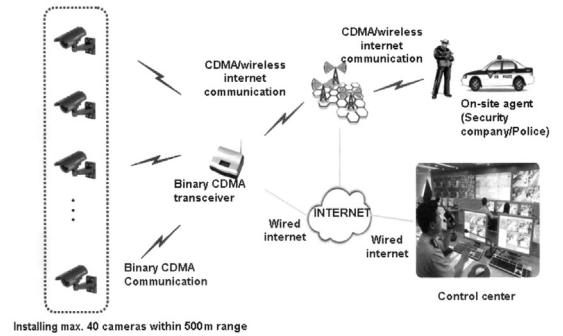 CDMA/wireless
internet
communication
CDMA/wireless
internet
communication
On-site agent
(Security
company/Police)
Binary CDMA
transceiver
INTERNET
Wired
internet
Wired
internet
Binary CDMA
Communication
Control center
Installing max. 40 cameras within 500m range